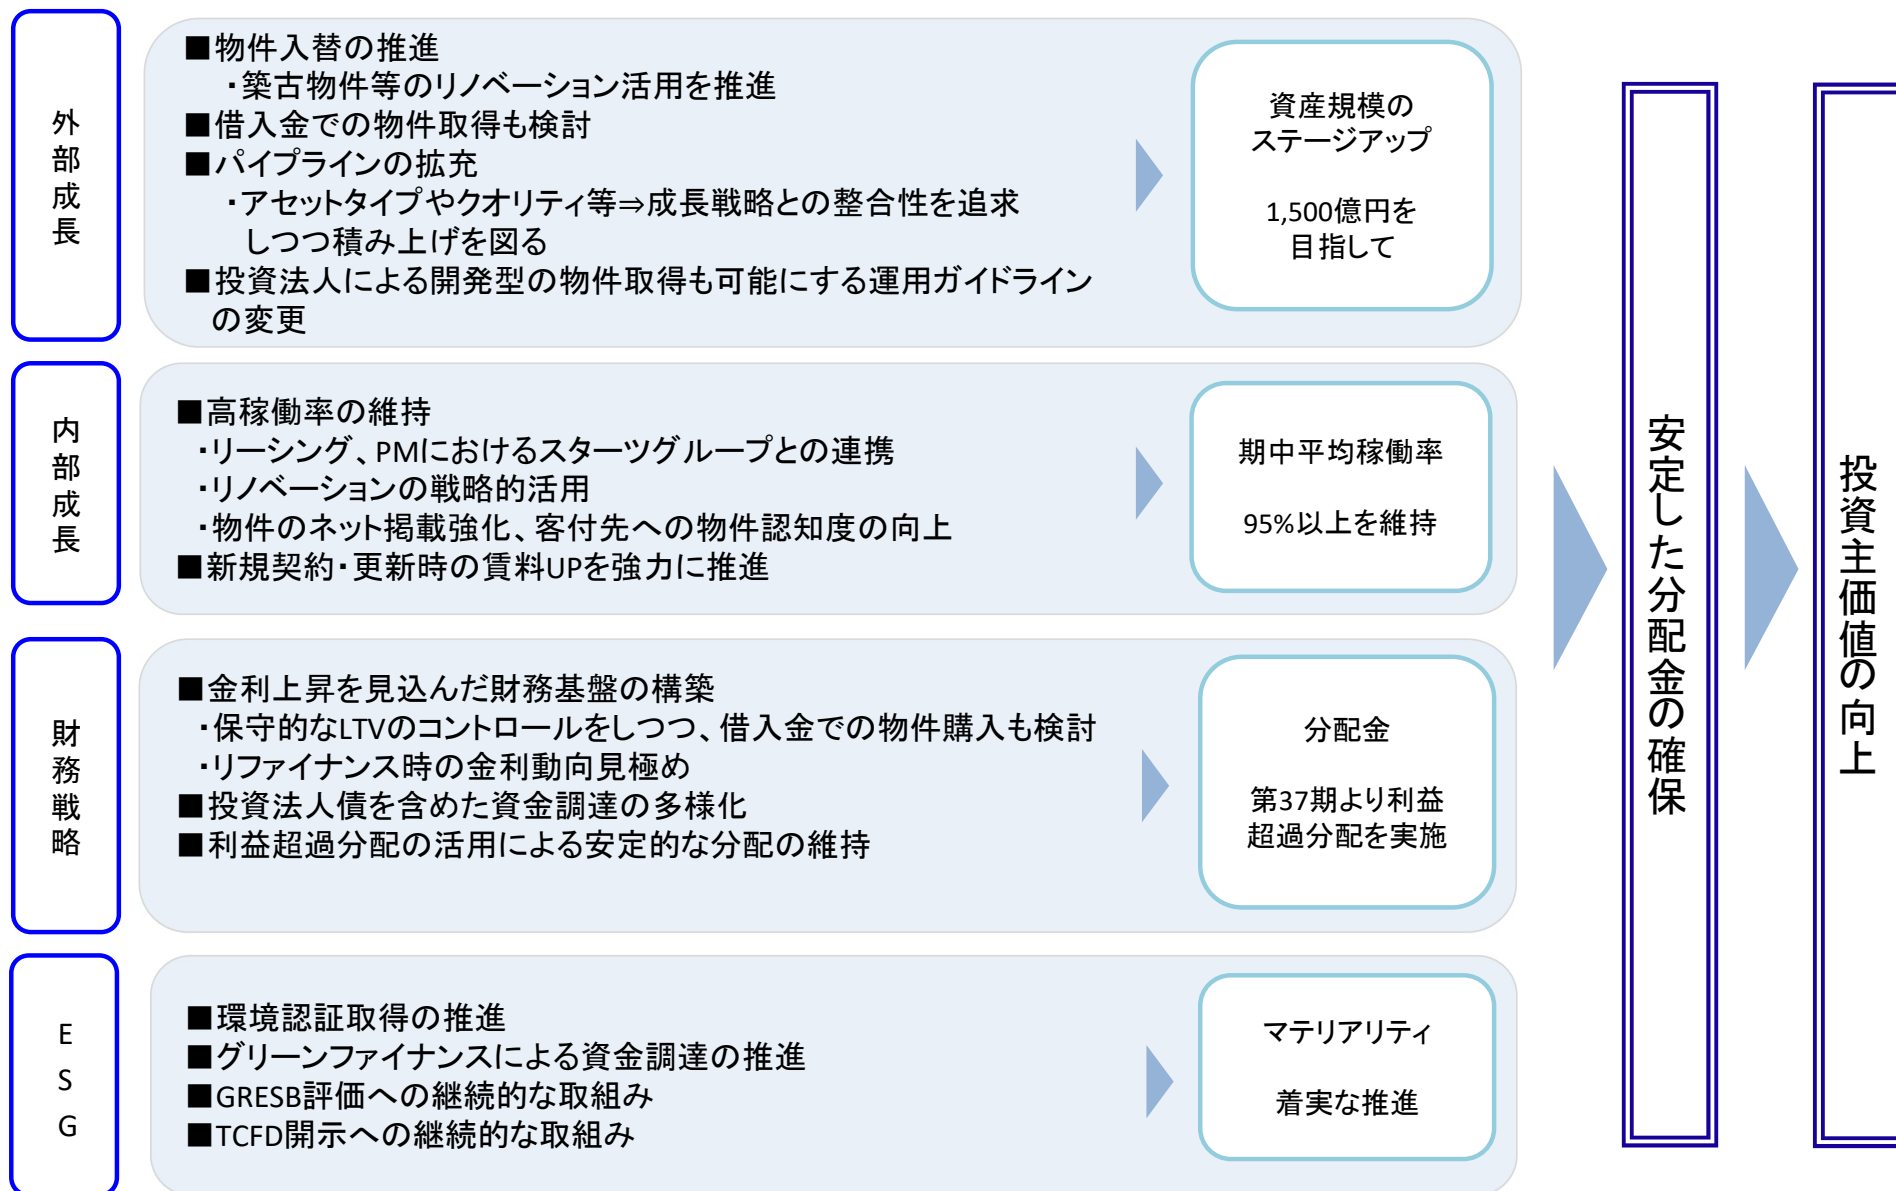 外部成長
■物件入替の推進
・築古物件等のリノベーション活用を推進
■借入金での物件取得も検討
■パイプラインの拡充
・アセットタイプやクオリティ等⇒成長戦略との整合性を追求
しつつ積み上げを図る
■投資法人による開発型の物件取得も可能にする運用ガイドライン
の変更
資産規模の
ステージアップ
1,500億円を
目指して
内部成長
■高稼働率の維持
・リーシング、PMにおけるスターツグループとの連携
・リノベーションの戦略的活用
・物件のネット掲載強化、客付先への物件認知度の向上
■新規契約・更新時の賃料UPを強力に推進
期中平均稼働率
95%以上を維持
財務戦略
■金利上昇を見込んだ財務基盤の構築
・保守的なLTVのコントロールをしつつ、借入金での物件購入も検討
・リファイナンス時の金利動向見極め
■投資法人債を含めた資金調達の多様化
■利益超過分配の活用による安定的な分配の維持
分配金
第37期より利益
超過分配を実施
ESG
■環境認証取得の推進
■グリーンファイナンスによる資金調達の推進
■GRESB評価への継続的な取組み
■TCFD開示への継続的な取組み
マテリアリティ
着実な推進
安定した分配金の確保
投資主価値の向上